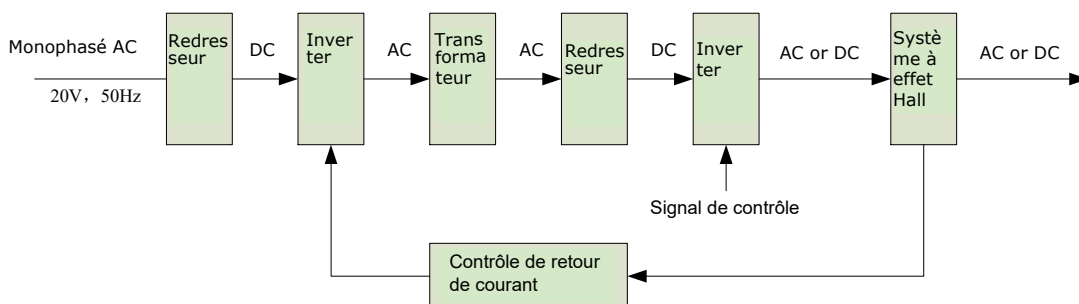 Monophasé AC
20V，50Hz
Redres
seur
DC
Inver
ter
AC
Trans
forma
teur
AC
Redres
seur
DC
Inver
ter
AC or DC
Systè
me à
effet
Hall
AC or DC
Signal de contrôle
Contrôle de retour
de courant